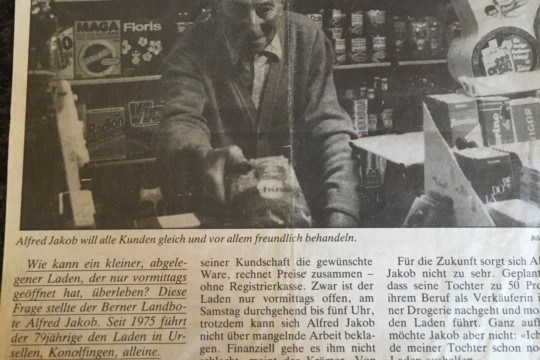 10
MAGA
Floris
Alfred Jakob will alle Kunden gleich und vor allem freundlich behandeln.
Wie kann ein kleiner, abgele-
gener Laden, der nur vormittags
geöffnet hat, überleben? Diese
Frage stellte der Berner Landbo-
te Alfred Jakob. Seit 1975 führt
der 79jährige den Laden in Ur-
sellen, Konolfingen, alleine.
seiner Kundschaft die gewünschte
Ware, rechnet Preise zusammen –
ohne Registrierkasse. Zwar ist der
Laden nur vormittags offen, am
Samstag durchgehend bis fünf Uhr,
trotzdem kann sich Alfred Jakob
nicht über mangelnde Arbeit bekla-
gen. Finanziell gehe es ihm nicht
Für die Zukunft sorgt sich
Jakob nicht zu sehr. Geplant
dass seine Tochter zu 50
ihrem Beruf als Verkäuferin
ner Drogerie nachgeht und
den Laden führt. Ganz
möchte Jakob aber nicht:
de meiner Tochter schon